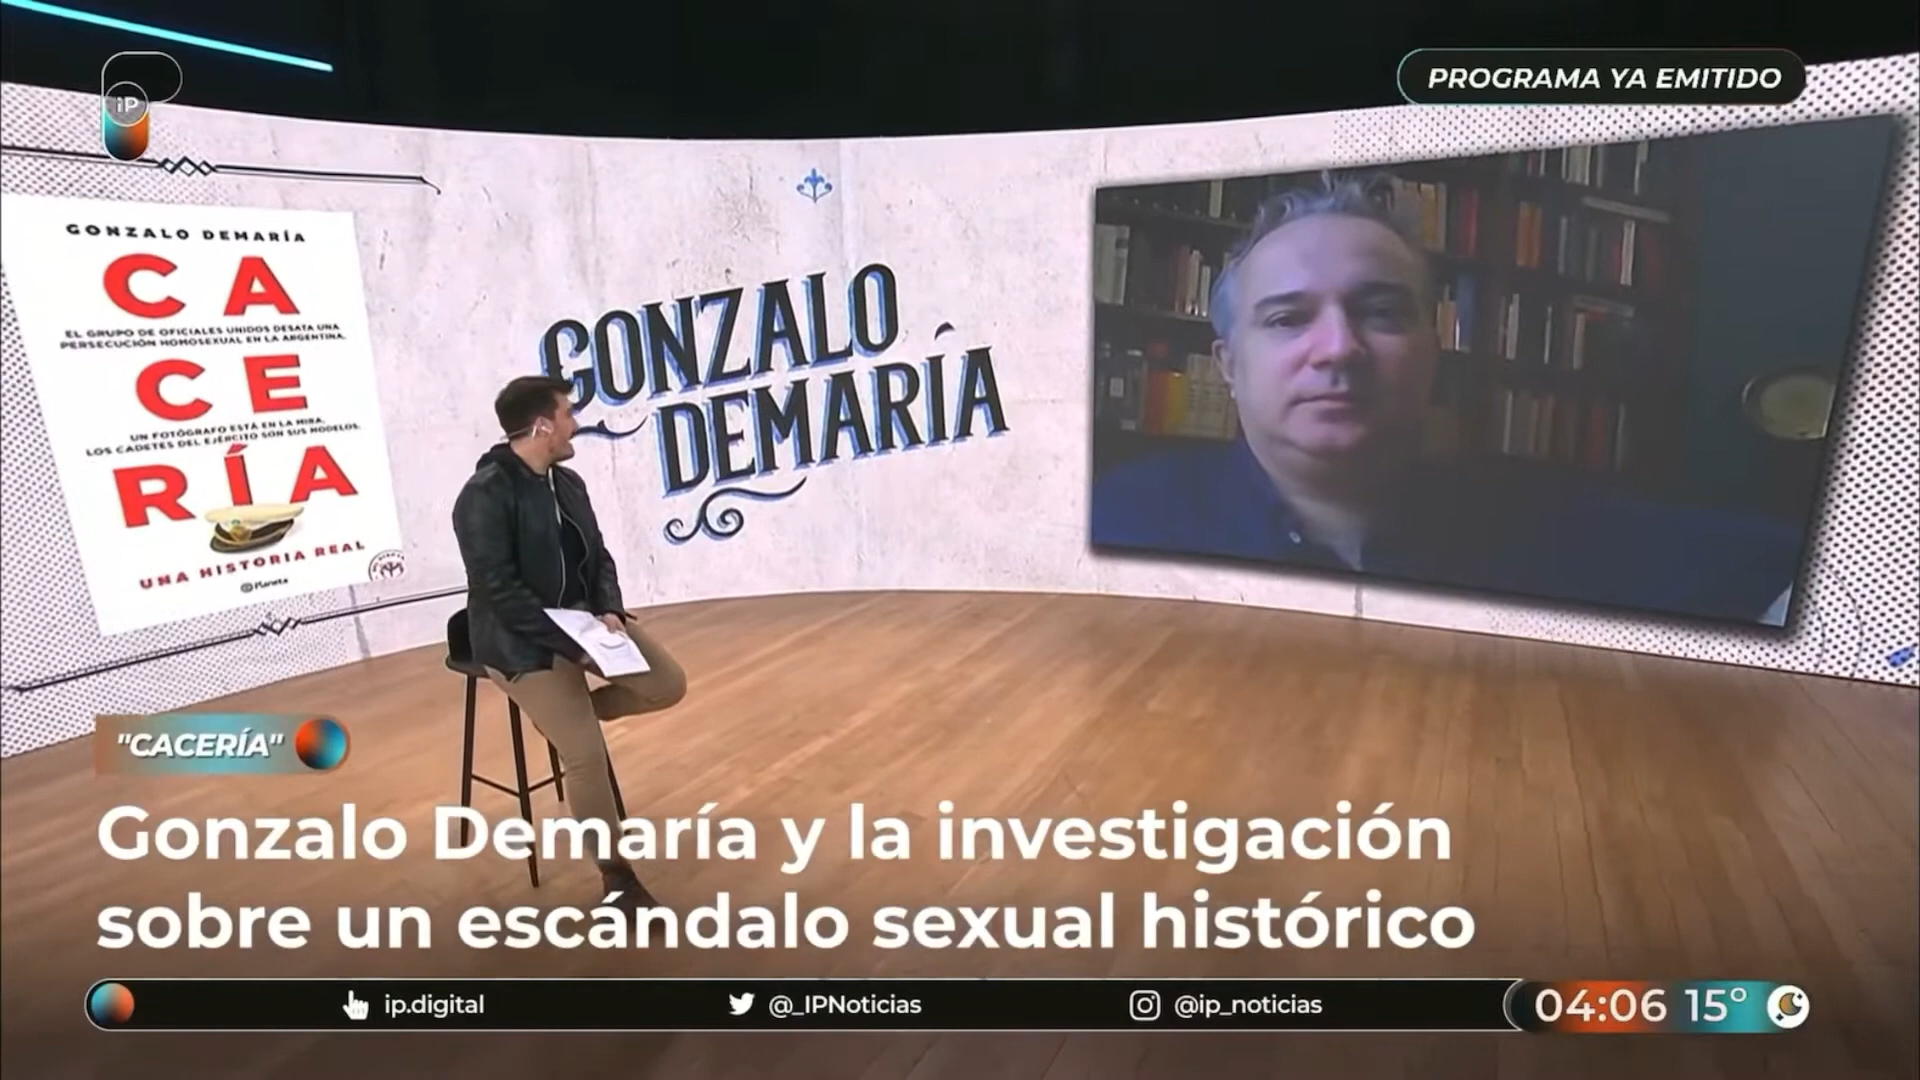 iP
PROGRAMA YA EMITIDO
GONZALO DEMARÍA
CA
EL GRUPO DE OFICIALES UNIDOS DESATA UNA
PERSECUCIÓN HOMOSEXUAL EN LA ARGENTINA.
CE
UN FOTÓGRAFO ESTÁ EN LA MIRA,
LOS CADETES DEL EJÉRCITO SON SUS MODELOS.
RÍA
UNA HISTORIA REAL
Planeta
GONZALO
DEMARÍA
"CACERÍA"
Gonzalo Demaría y la investigación
sobre un escándalo sexual histórico
ip.digital
@_IPNoticias
@ip_noticias
04:06 15°